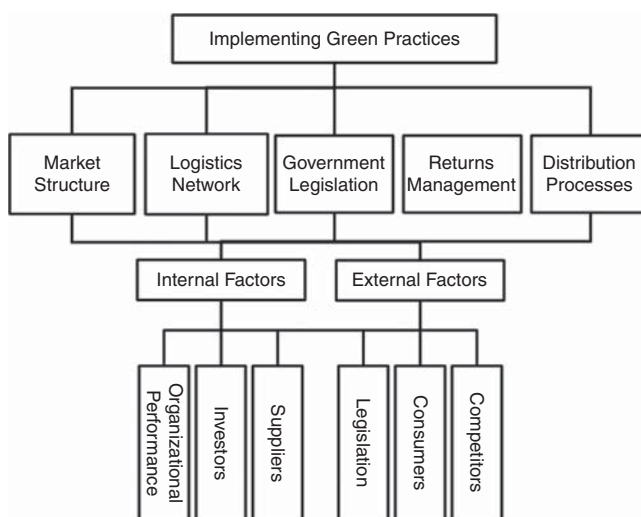 Implementing Green Practices
Market
Structure
Logistics
Network
Government
Legislation
Returns
Management
Distribution
Processes
Internal Factors
External Factors
Organizational
Performance
Investors
Suppliers
Legislation
Consumers
Competitors